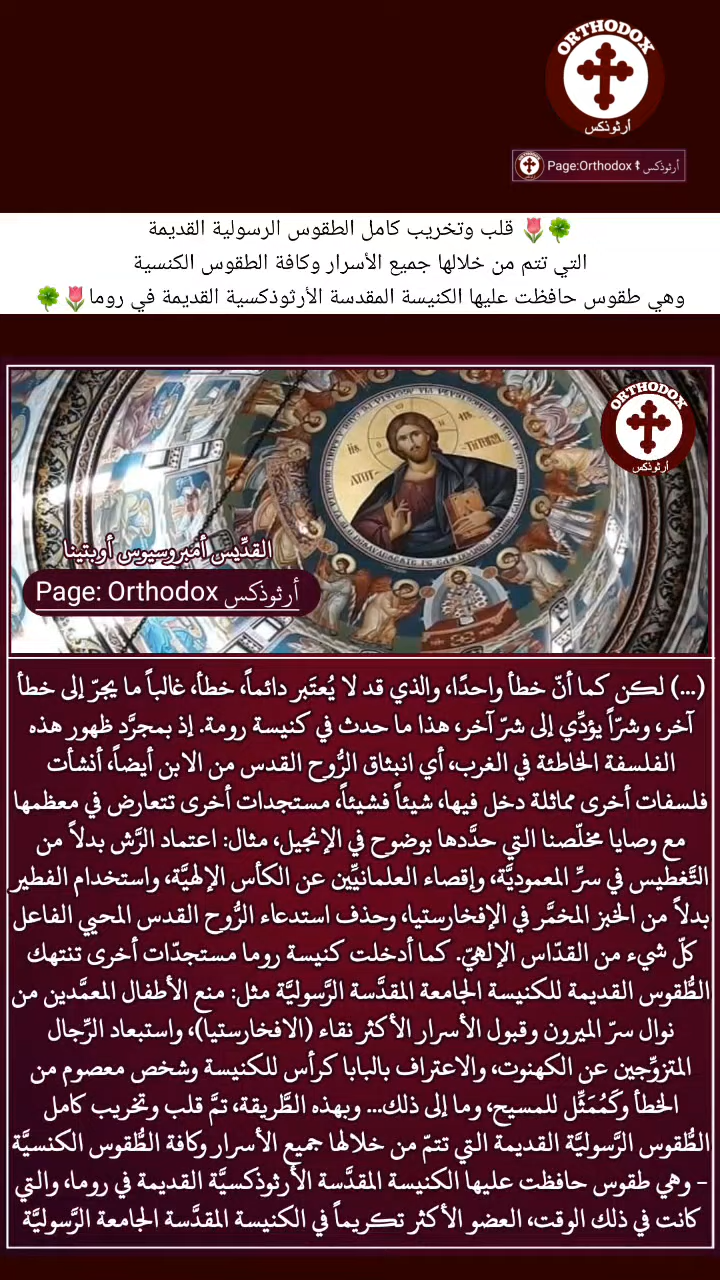 ORTHODOX
أرثوذكس
Page:Orthodox أرثوذكس
🍀🌷 قلب وتخريب كامل الطقوس الرسولية القديمة
التي تتم من خلالها جميع الأسرار وكافة الطقوس الكنسية
وهي طقوس حافظت عليها الكنيسة المقدسة الأرثوذكسية القديمة في روما🌷🍀
ORTHODOX
أرثوذكس
القدِّيس أمبروسيوس أوبتينا
Page: Orthodox أرثوذكس
(...) لكن كما أنّ خطأ واحدًا، والذي قد لا يُعتَبر دائماً، خطأ، غالباً ما يجرّ إلى خطأ
آخر، وشرّاً يؤدِّي إلى شرّ آخر، هذا ما حدث في كنيسة رومة. إذ بمجرَّد ظهور هذه
الفلسفة الخاطئة في الغرب، أي انبثاق الرُّوح القدس من الابن أيضاً، أنشأت
فلسفات أخرى مماثلة دخل فيها، شيئاً فشيئاً، مستجدات أخرى تتعارض في معظمها
مع وصايا مخلّصنا التي حدَّدها بوضوح في الإنجيل، مثال: اعتماد الرَّش بدلاً من
التَّغطيس في سرِّ المعموديَّة، وإقصاء العلمانيِّين عن الكأس الإلهيَّة، واستخدام الفطير
بدلاً من الخبز المخمَّر في الإفخارستيا، وحذف استدعاء الرُّوح القدس المحيي الفاعل
كلّ شيء من القدّاس الإلهيّ. كما أدخلت كنيسة روما مستجدّات أخرى تنتهك
الطُّقوس القديمة للكنيسة الجامعة المقدَّسة الرَّسوليَّة مثل: منع الأطفال المعمَّدين من
نوال سرّ الميرون وقبول الأسرار الأكثر نقاء (الافخارستيا)، واستبعاد الرِّجال
المتزوِّجين عن الكهنوت، والاعتراف بالبابا كرأس للكنيسة وشخص معصوم من
الخطأ وكَمُمَثِّل للمسيح، وما إلى ذلك... وبهذه الطَّريقة، تمَّ قلب وتخريب كامل
الطُّقوس الرَّسوليَّة القديمة التي تتمّ من خلالها جميع الأسرار وكافة الطُّقوس الكنسيَّة
- وهي طقوس حافظت عليها الكنيسة المقدَّسة الأرثوذكسيَّة القديمة في روما، والتي
كانت في ذلك الوقت، العضو الأكثر تكريماً في الكنيسة المقدَّسة الجامعة الرَّسوليَّة